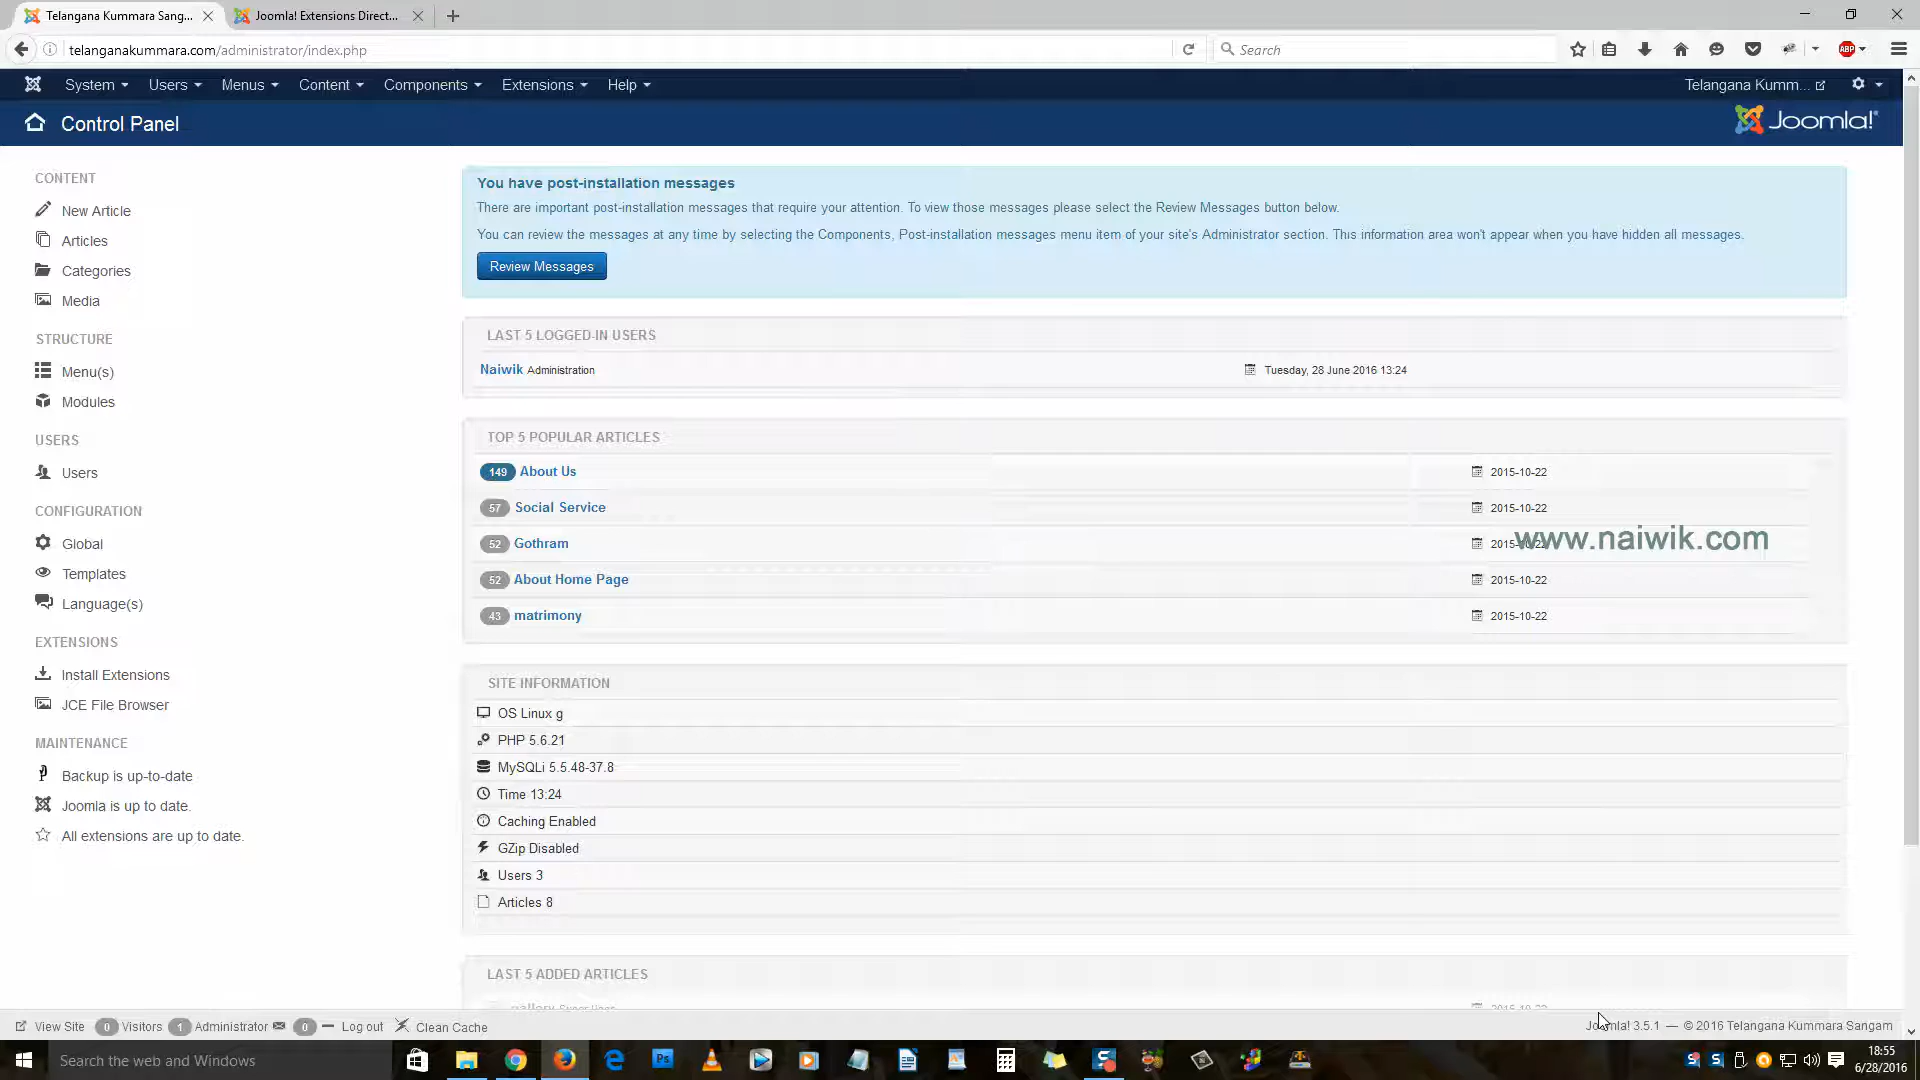 Telangana Kummara Sang...
Joomla! Extensions Direct...
telanganakummara.com/administrator/index.php
Search
ABP
System
Users
Menus
Content
Components
Extensions
Help
Telangana Kumm...
Control Panel
Joomla!
CONTENT
New Article
Articles
Categories
Media
STRUCTURE
Menu(s)
Modules
USERS
Users
CONFIGURATION
Global
Templates
Language(s)
EXTENSIONS
Install Extensions
JCE File Browser
MAINTENANCE
Backup is up-to-date
Joomla is up to date.
All extensions are up to date.
You have post-installation messages
There are important post-installation messages that require your attention. To view those messages please select the Review Messages button below.
You can review the messages at any time by selecting the Components, Post-installation messages menu item of your site's Administrator section. This information area won't appear when you have hidden all messages.
Review Messages
LAST 5 LOGGED-IN USERS
Naiwik Administration Tuesday, 28 June 2016 13:24
TOP 5 POPULAR ARTICLES
149 About Us 2015-10-22
57 Social Service 2015-10-22
52 Gothram 2015-10-22
www.naiwik.com
52 About Home Page 2015-10-22
43 matrimony 2015-10-22
SITE INFORMATION
OS Linux g
PHP 5.6.21
MySQLi 5.5.48-37.8
Time 13:24
Caching Enabled
GZip Disabled
Users 3
Articles 8
LAST 5 ADDED ARTICLES
gallery Super User 2015-10-22
View Site 0 Visitors 1 Administrator 0 Log out Clean Cache
Joomla! 3.5.1 — © 2016 Telangana Kummara Sangam
Search the web and Windows
Ps
18:55
6/28/2016